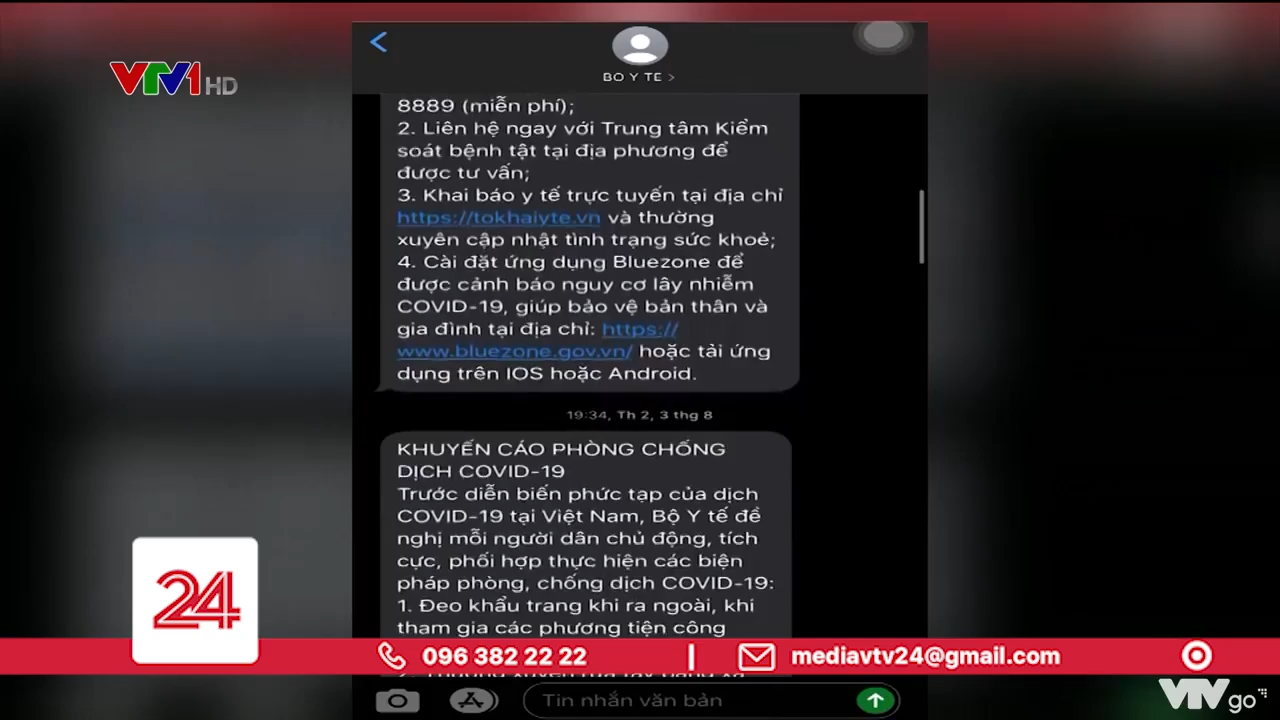 VTV1 HD
BO Y TE >
8889 (miễn phí);
2. Liên hệ ngay với Trung tâm Kiểm
soát bệnh tật tại địa phương để
được tư vấn;
3. Khai báo y tế trực tuyến tại địa chỉ
https://tokhaiyte.vn và thường
xuyên cập nhật tình trạng sức khoẻ;
4. Cài đặt ứng dụng Bluezone để
được cảnh báo nguy cơ lây nhiễm
COVID-19, giúp bảo vệ bản thân và
gia đình tại địa chỉ: https://
www.bluezone.gov.vn/ hoặc tải ứng
dụng trên IOS hoặc Android.
19:34, Th 2, 3 thg 8
KHUYẾN CÁO PHÒNG CHỐNG
DỊCH COVID-19
Trước diễn biến phức tạp của dịch
COVID-19 tại Việt Nam, Bộ Y tế đề
nghị mỗi người dân chủ động, tích
cực, phối hợp thực hiện các biện
pháp phòng, chống dịch COVID-19:
1. Đeo khẩu trang khi ra ngoài, khi
tham gia các phương tiện công
24
096 382 22 22 | mediavtv24@gmail.com
Tin nhắn văn bản
VTV go